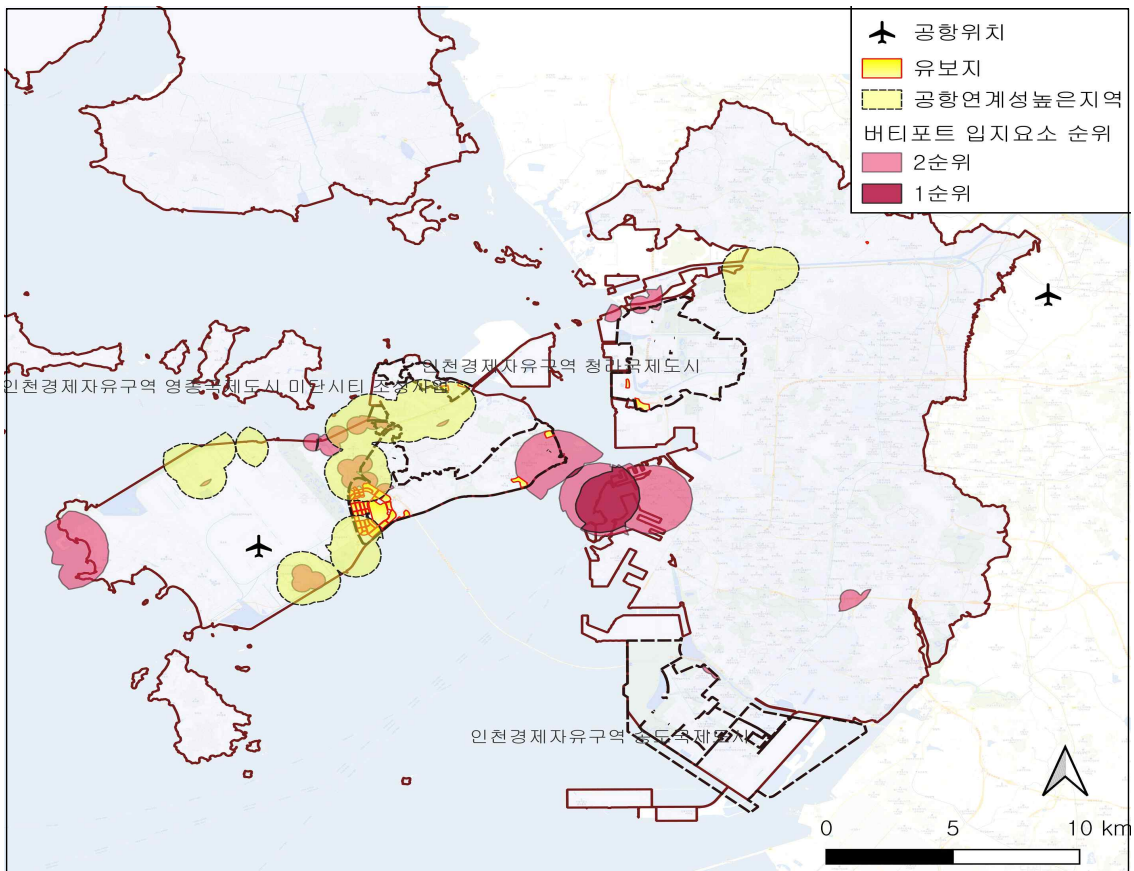 공항위치
유보지
공항연계성높은지역
버티포트 입지요소 순위
2순위
1순위
인천경제자유구역 청라국제도시
인천경제자유구역 영종국제도시 미단시티 조성사업
인천경제자유구역 송도국제도시
0 5 10 km